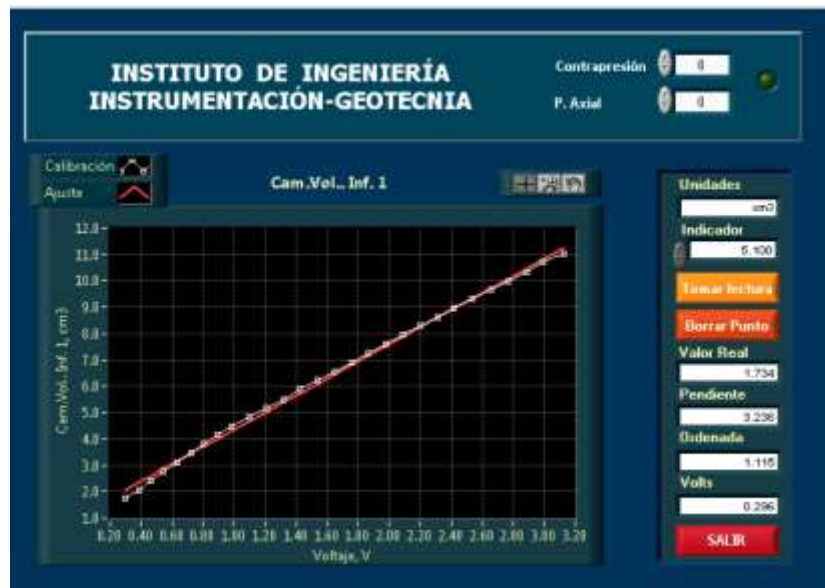 INSTITUTO DE INGENIERÍA
INSTRUMENTACIÓN-GEOTECNIA
Contrapresión 0
P. Axial 0
Calibración
Ajuste
Cam.Vol.. Inf. 1
Unidades
cm3
Indicador
5.100
Tomar lectura
Borrar Punto
Valor Real
1.734
Pendiente
3.236
Ordenada
1.115
Volts
0.296
SALIR
Cam.Vol.. Inf. 1, cm3
12.0
11.0
10.0
9.0
8.0
7.0
6.0
5.0
4.0
3.0
2.0
1.0
0.20 0.40 0.60 0.80 1.00 1.20 1.40 1.60 1.80 2.00 2.20 2.40 2.60 2.80 3.00 3.20
Voltaje, V